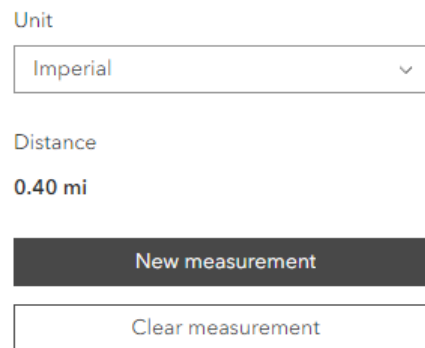 Unit
Imperial
Distance
0.40 mi
New measurement
Clear measurement